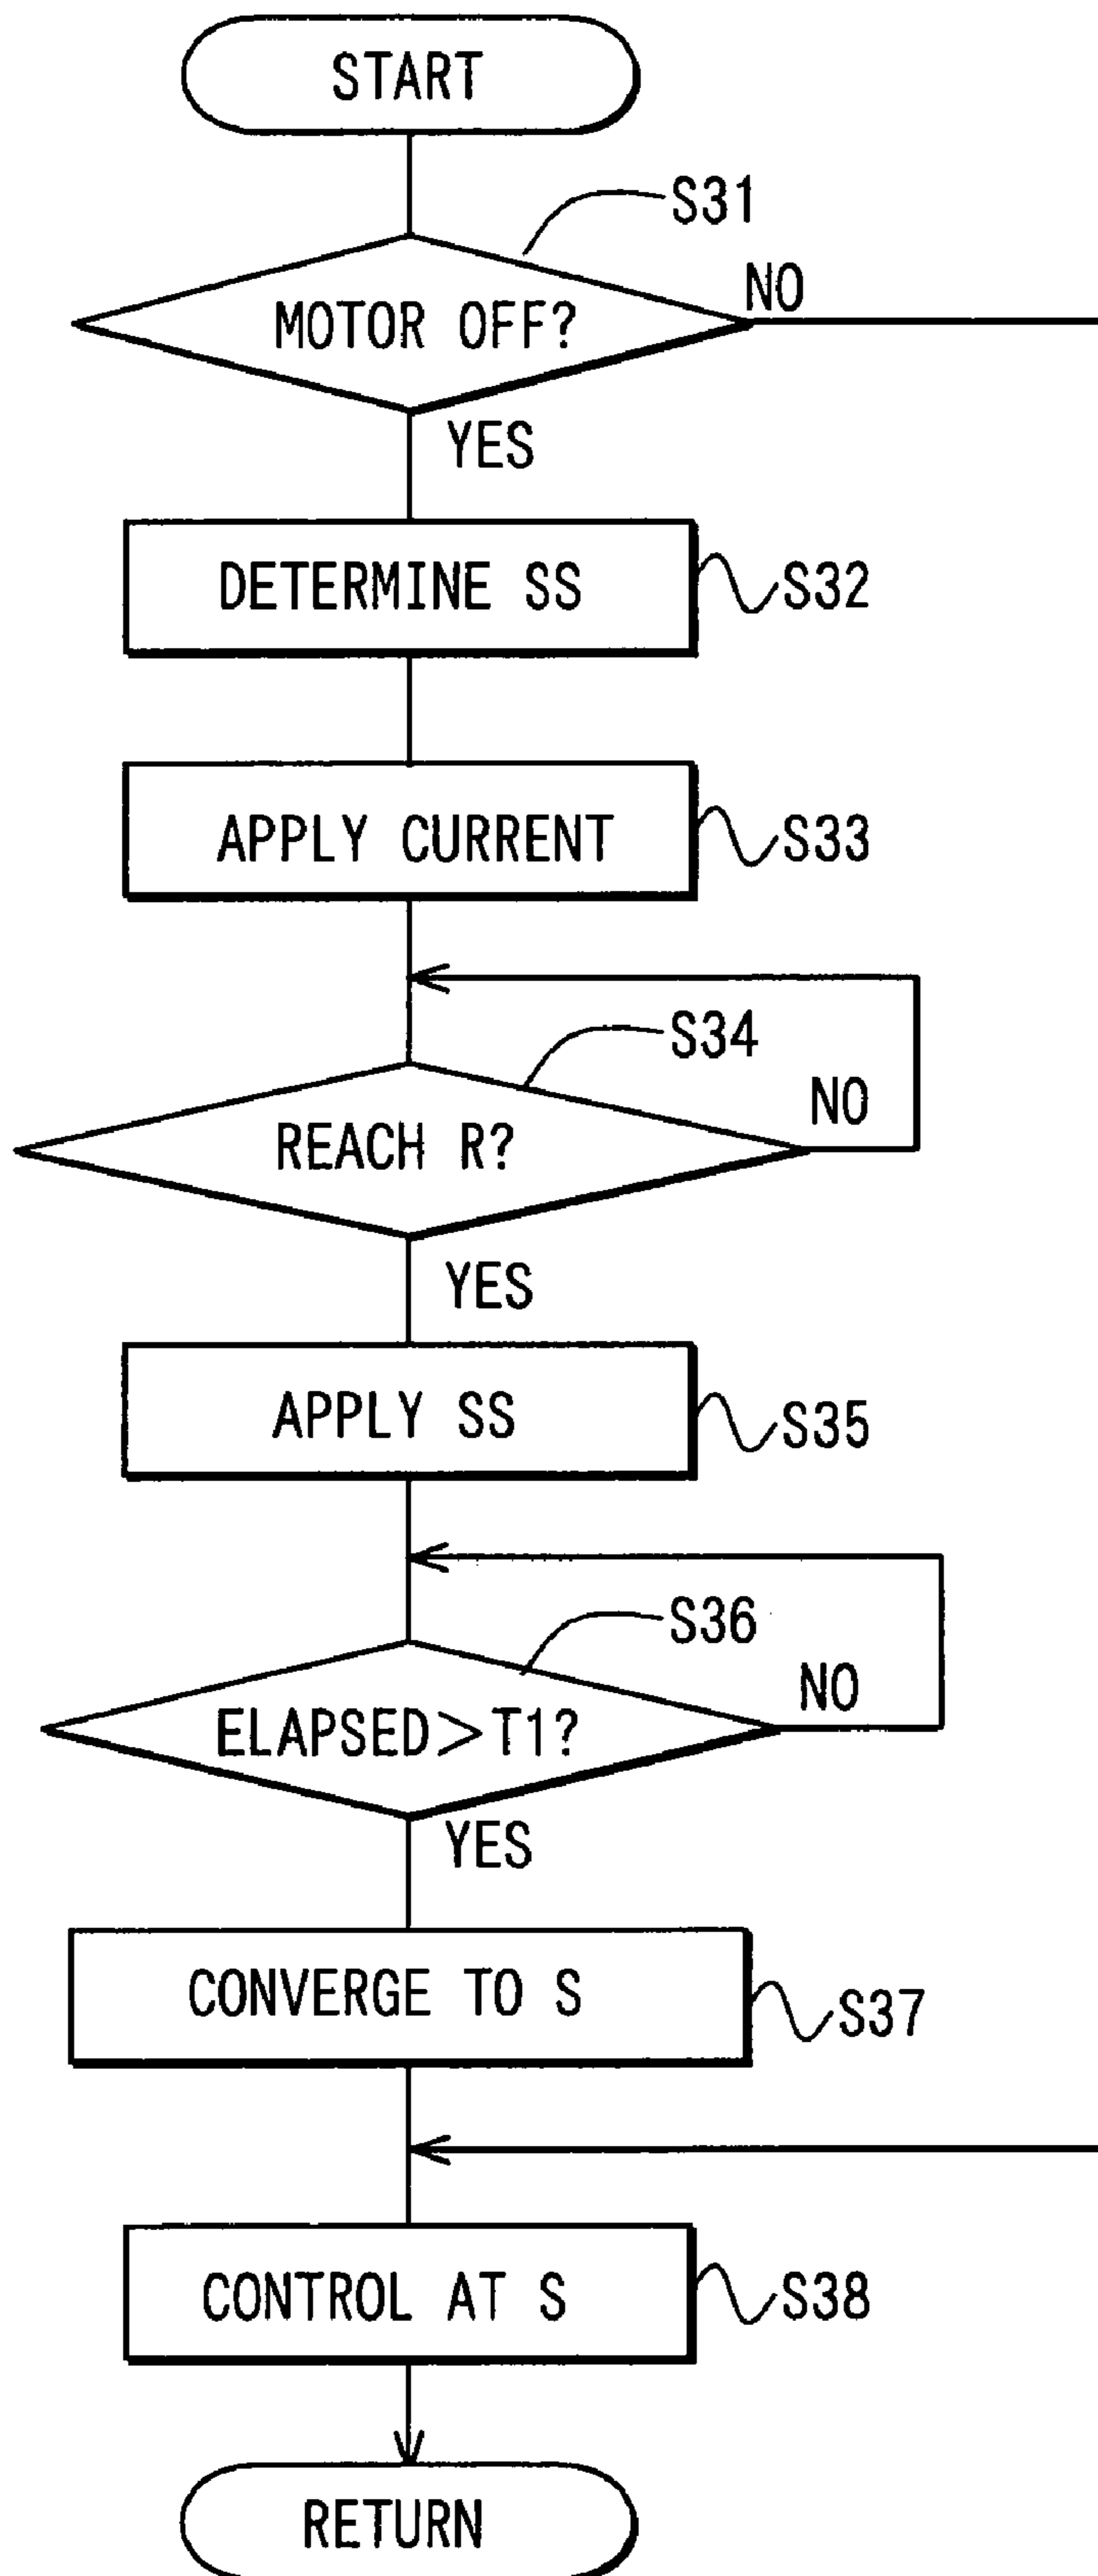 START
S31
MOTOR OFF?
NO
YES
DETERMINE SS
S32
APPLY CURRENT
S33
S34
REACH R?
NO
YES
APPLY SS
S35
S36
ELAPSED>T1?
NO
YES
CONVERGE TO S
S37
CONTROL AT S
S38
RETURN